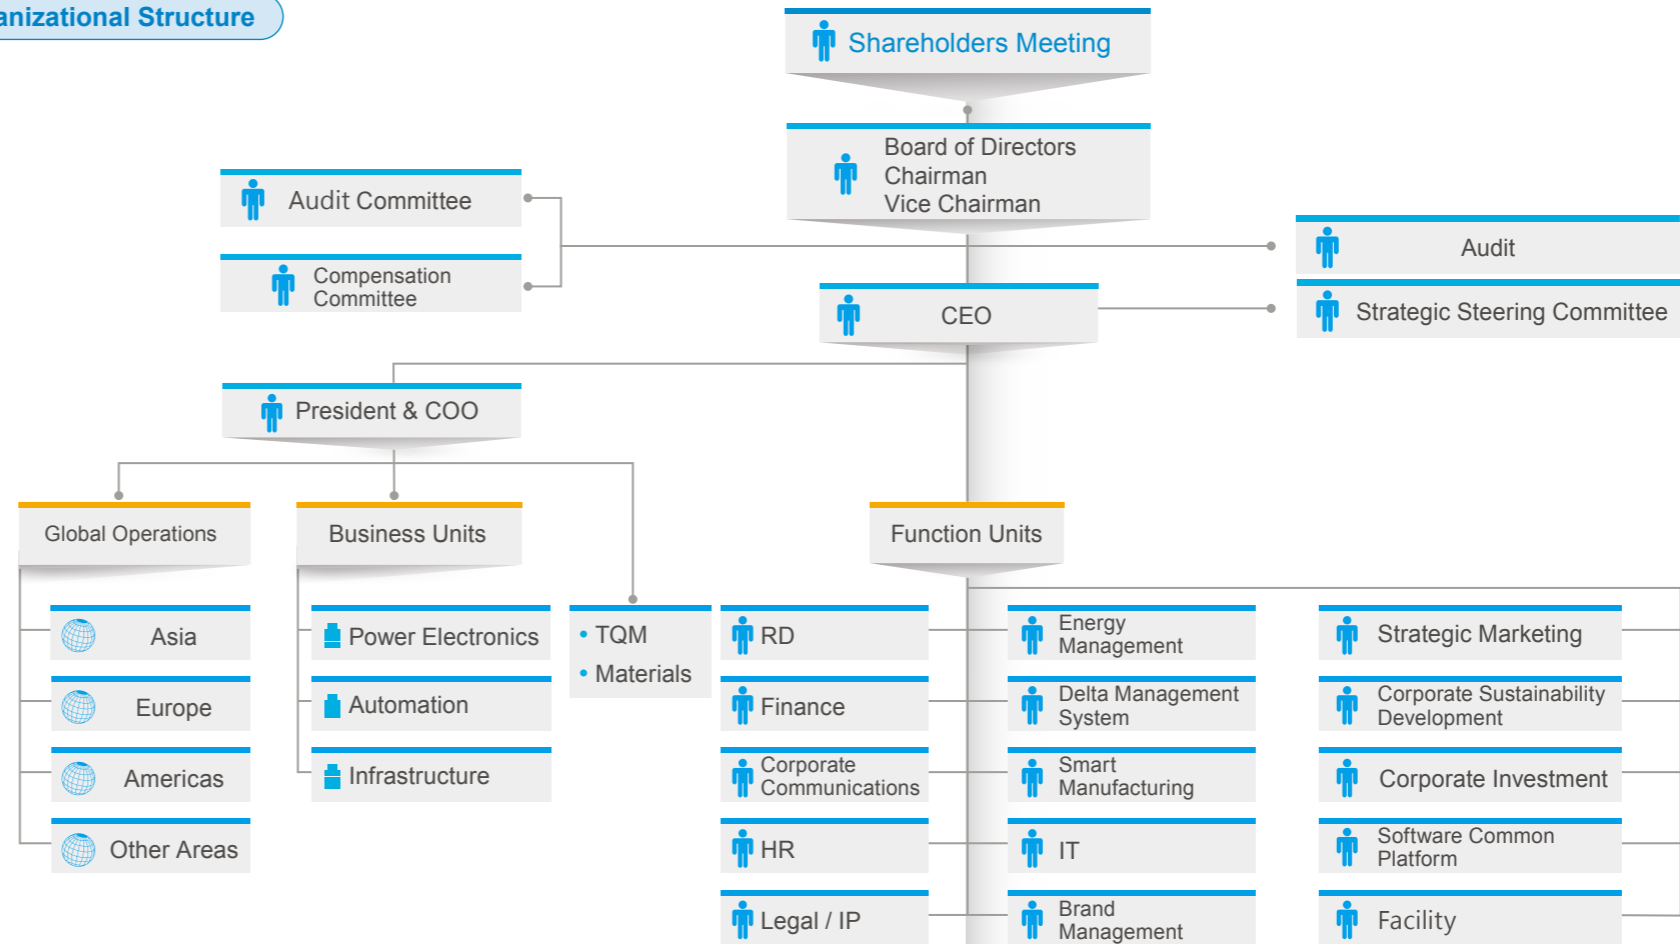 anizational Structure
Shareholders Meeting
Board of Directors
Chairman
Vice Chairman
Audit Committee
Compensation
Committee
Audit
Strategic Steering Committee
CEO
President & COO
Global Operations
Business Units
Function Units
Asia
Europe
Americas
Other Areas
Power Electronics
Automation
Infrastructure
• TQM
• Materials
RD
Finance
Corporate
Communications
HR
Legal / IP
Energy
Management
Delta Management
System
Smart
Manufacturing
IT
Brand
Management
Strategic Marketing
Corporate Sustainability
Development
Corporate Investment
Software Common
Platform
Facility